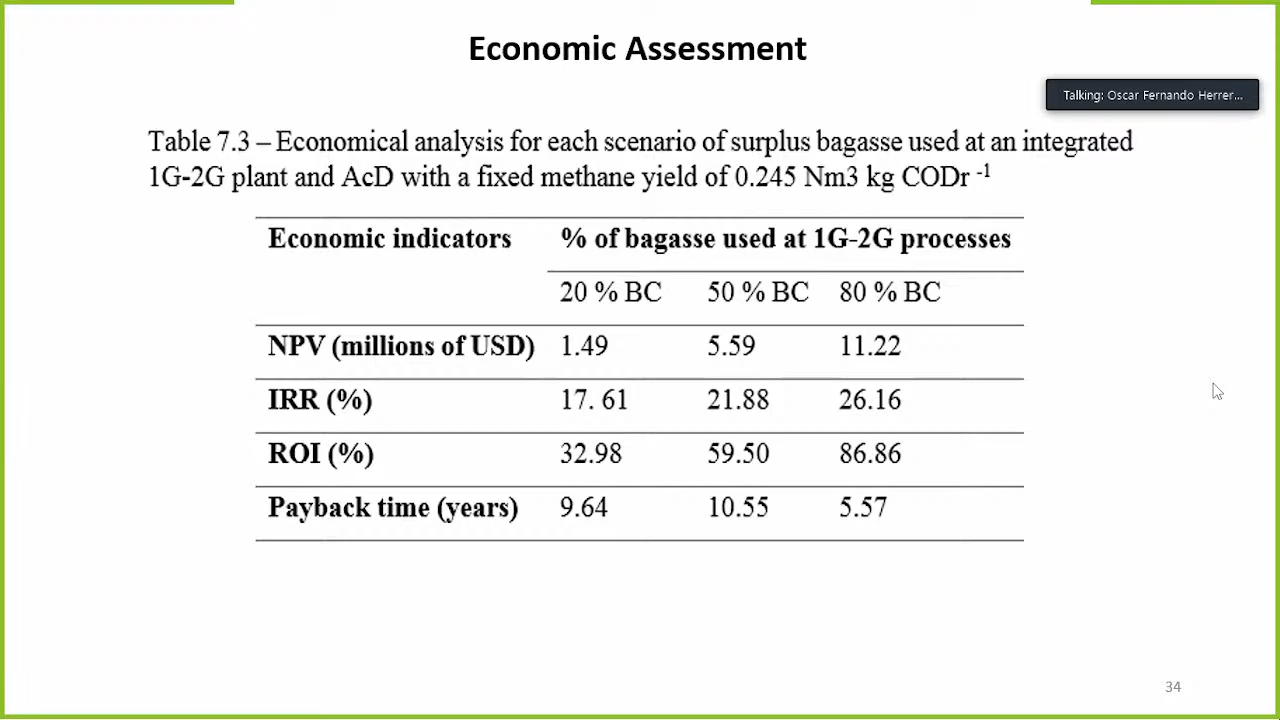 Economic Assessment
Talking: Oscar Fernando Herrer...
Table 7.3 – Economical analysis for each scenario of surplus bagasse used at an integrated
1G-2G plant and AcD with a fixed methane yield of 0.245 Nm3 kg CODr -1
Economic indicators % of bagasse used at 1G-2G processes
20 % BC 50 % BC 80 % BC
NPV (millions of USD) 1.49 5.59 11.22
IRR (%) 17. 61 21.88 26.16
ROI (%) 32.98 59.50 86.86
Payback time (years) 9.64 10.55 5.57
34